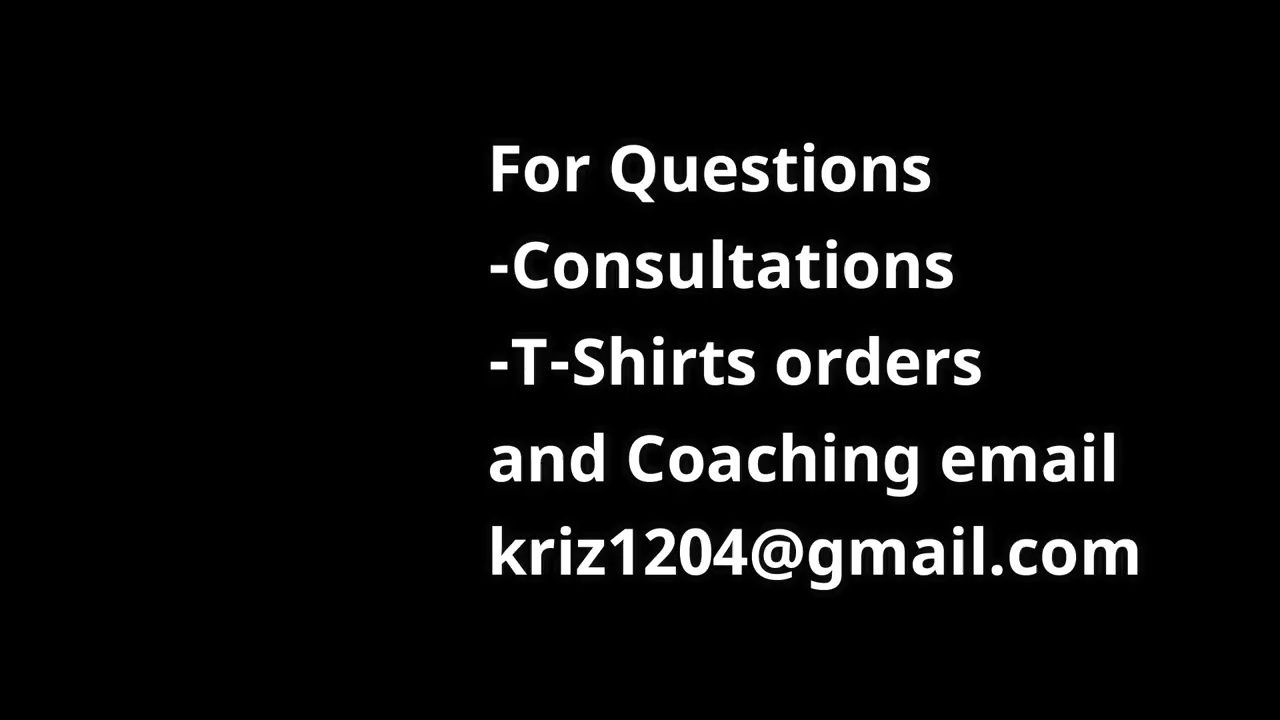 For Questions
-Consultations
-T-Shirts orders
and Coaching email
kriz1204@gmail.com